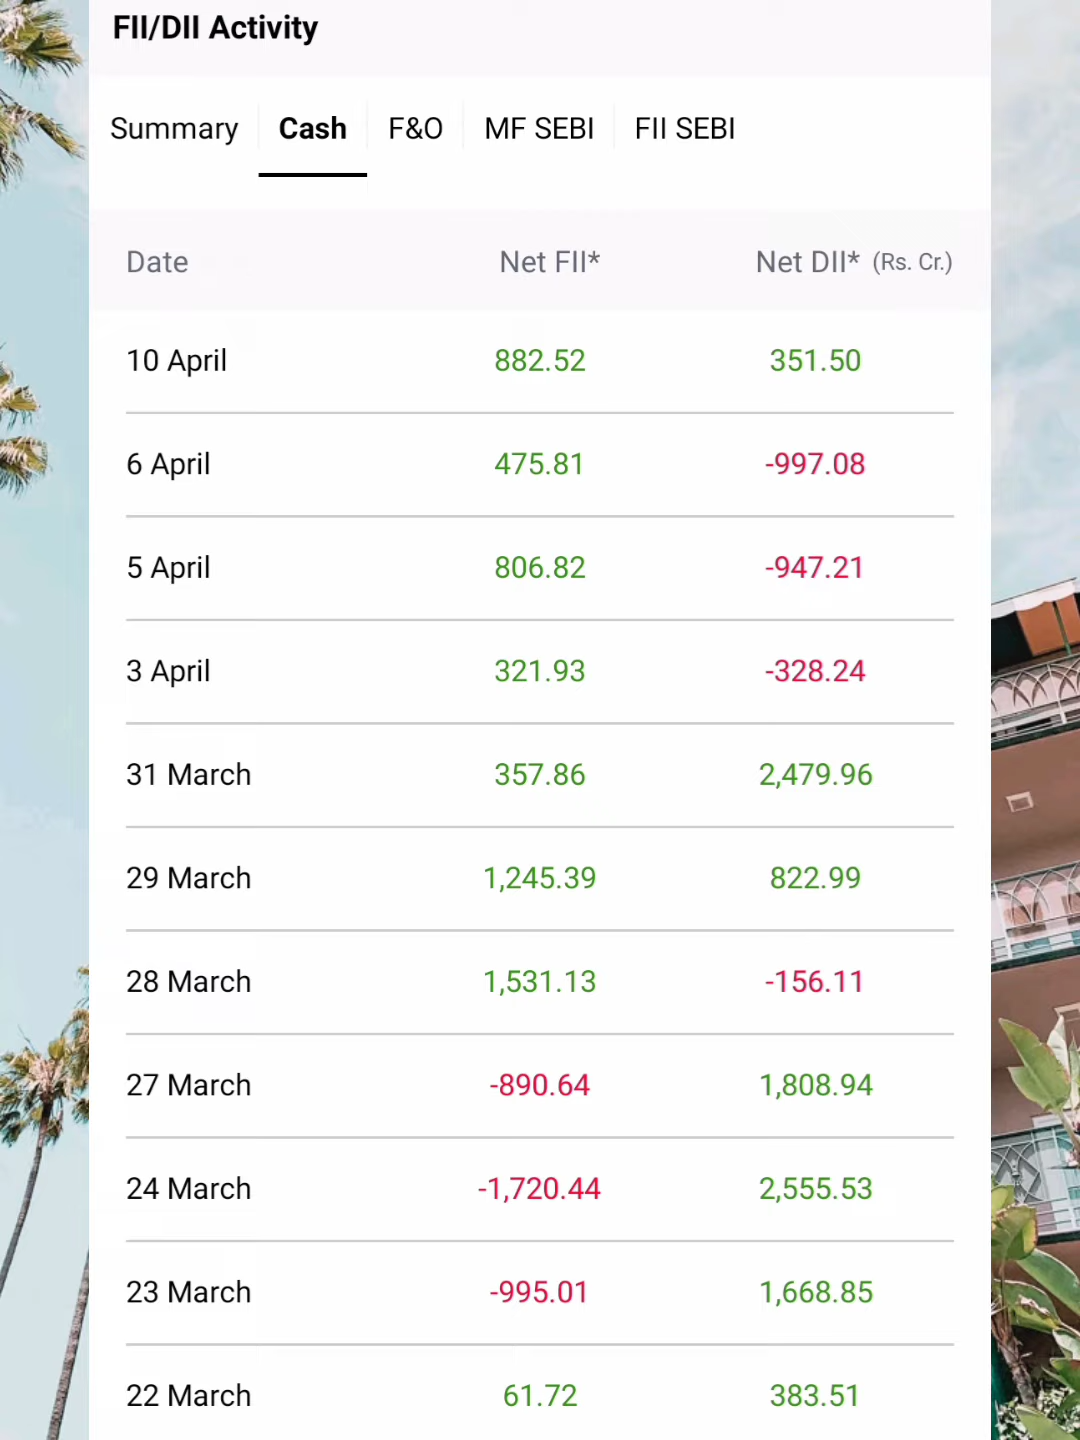 FII/DII Activity
Summary Cash F&O MF SEBI FII SEBI
Date Net FII* Net DII* (Rs. Cr.)
10 April 882.52 351.50
6 April 475.81 -997.08
5 April 806.82 -947.21
3 April 321.93 -328.24
31 March 357.86 2,479.96
29 March 1,245.39 822.99
28 March 1,531.13 -156.11
27 March -890.64 1,808.94
24 March -1,720.44 2,555.53
23 March -995.01 1,668.85
22 March 61.72 383.51